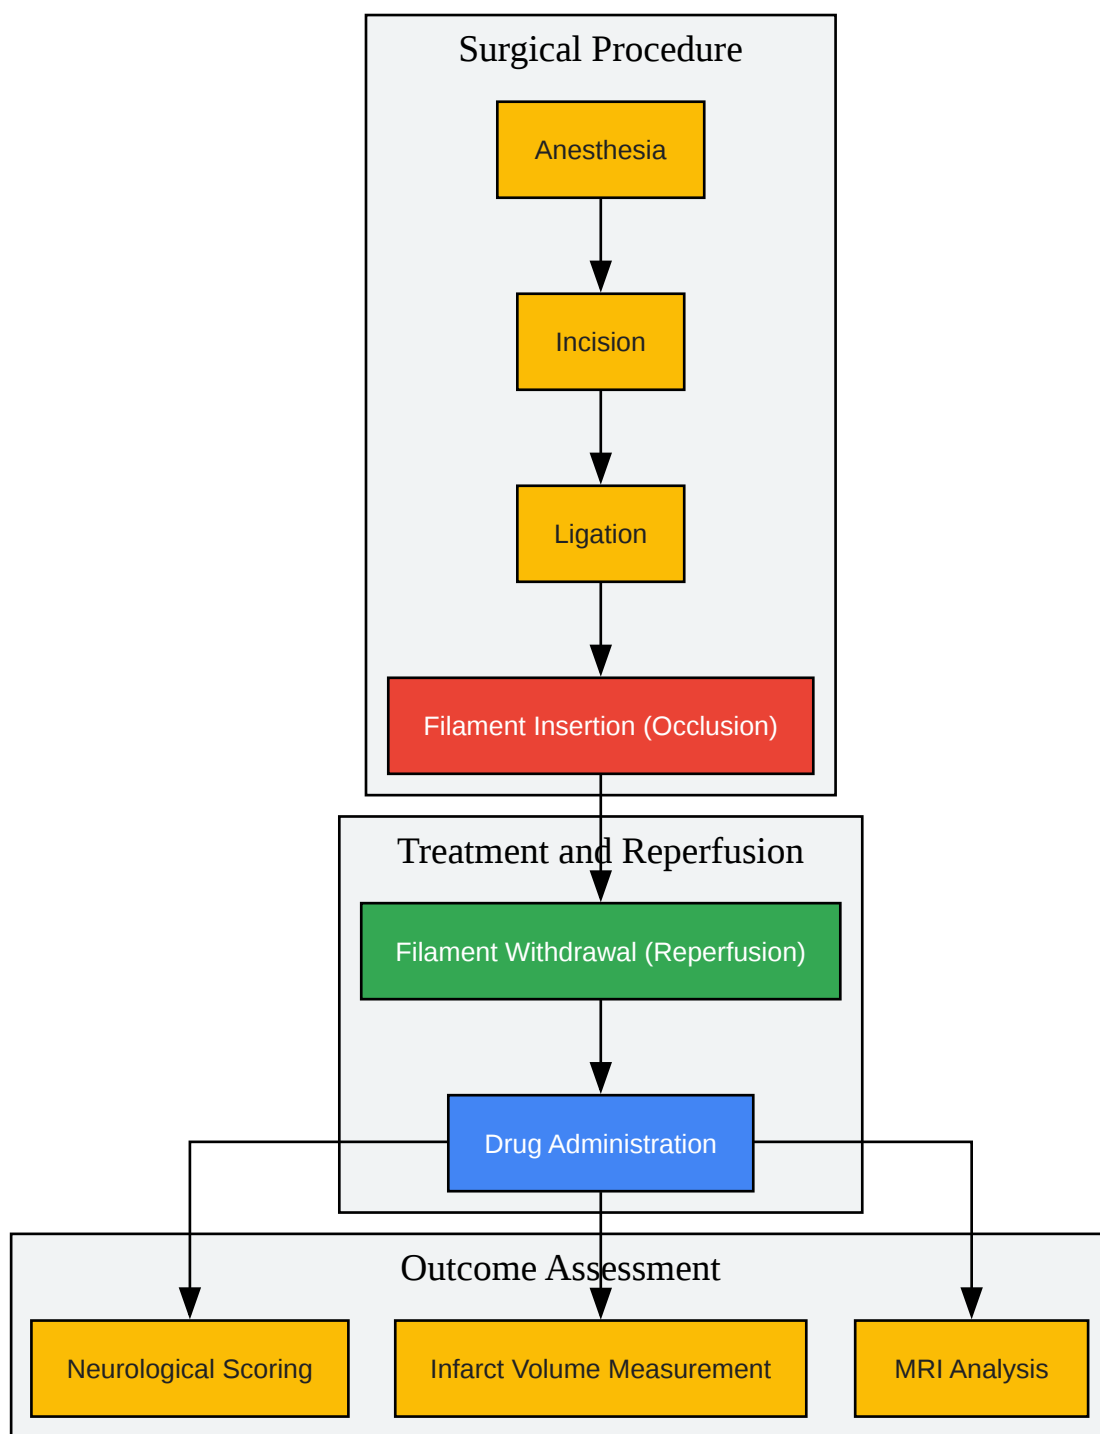 Surgical Procedure
Anesthesia
Incision
Ligation
Filament Insertion (Occlusion)
Treatment and Reperfusion
Filament Withdrawal (Reperfusion)
Drug Administration
Outcome Assessment
Neurological Scoring
Infarct Volume Measurement
MRI Analysis